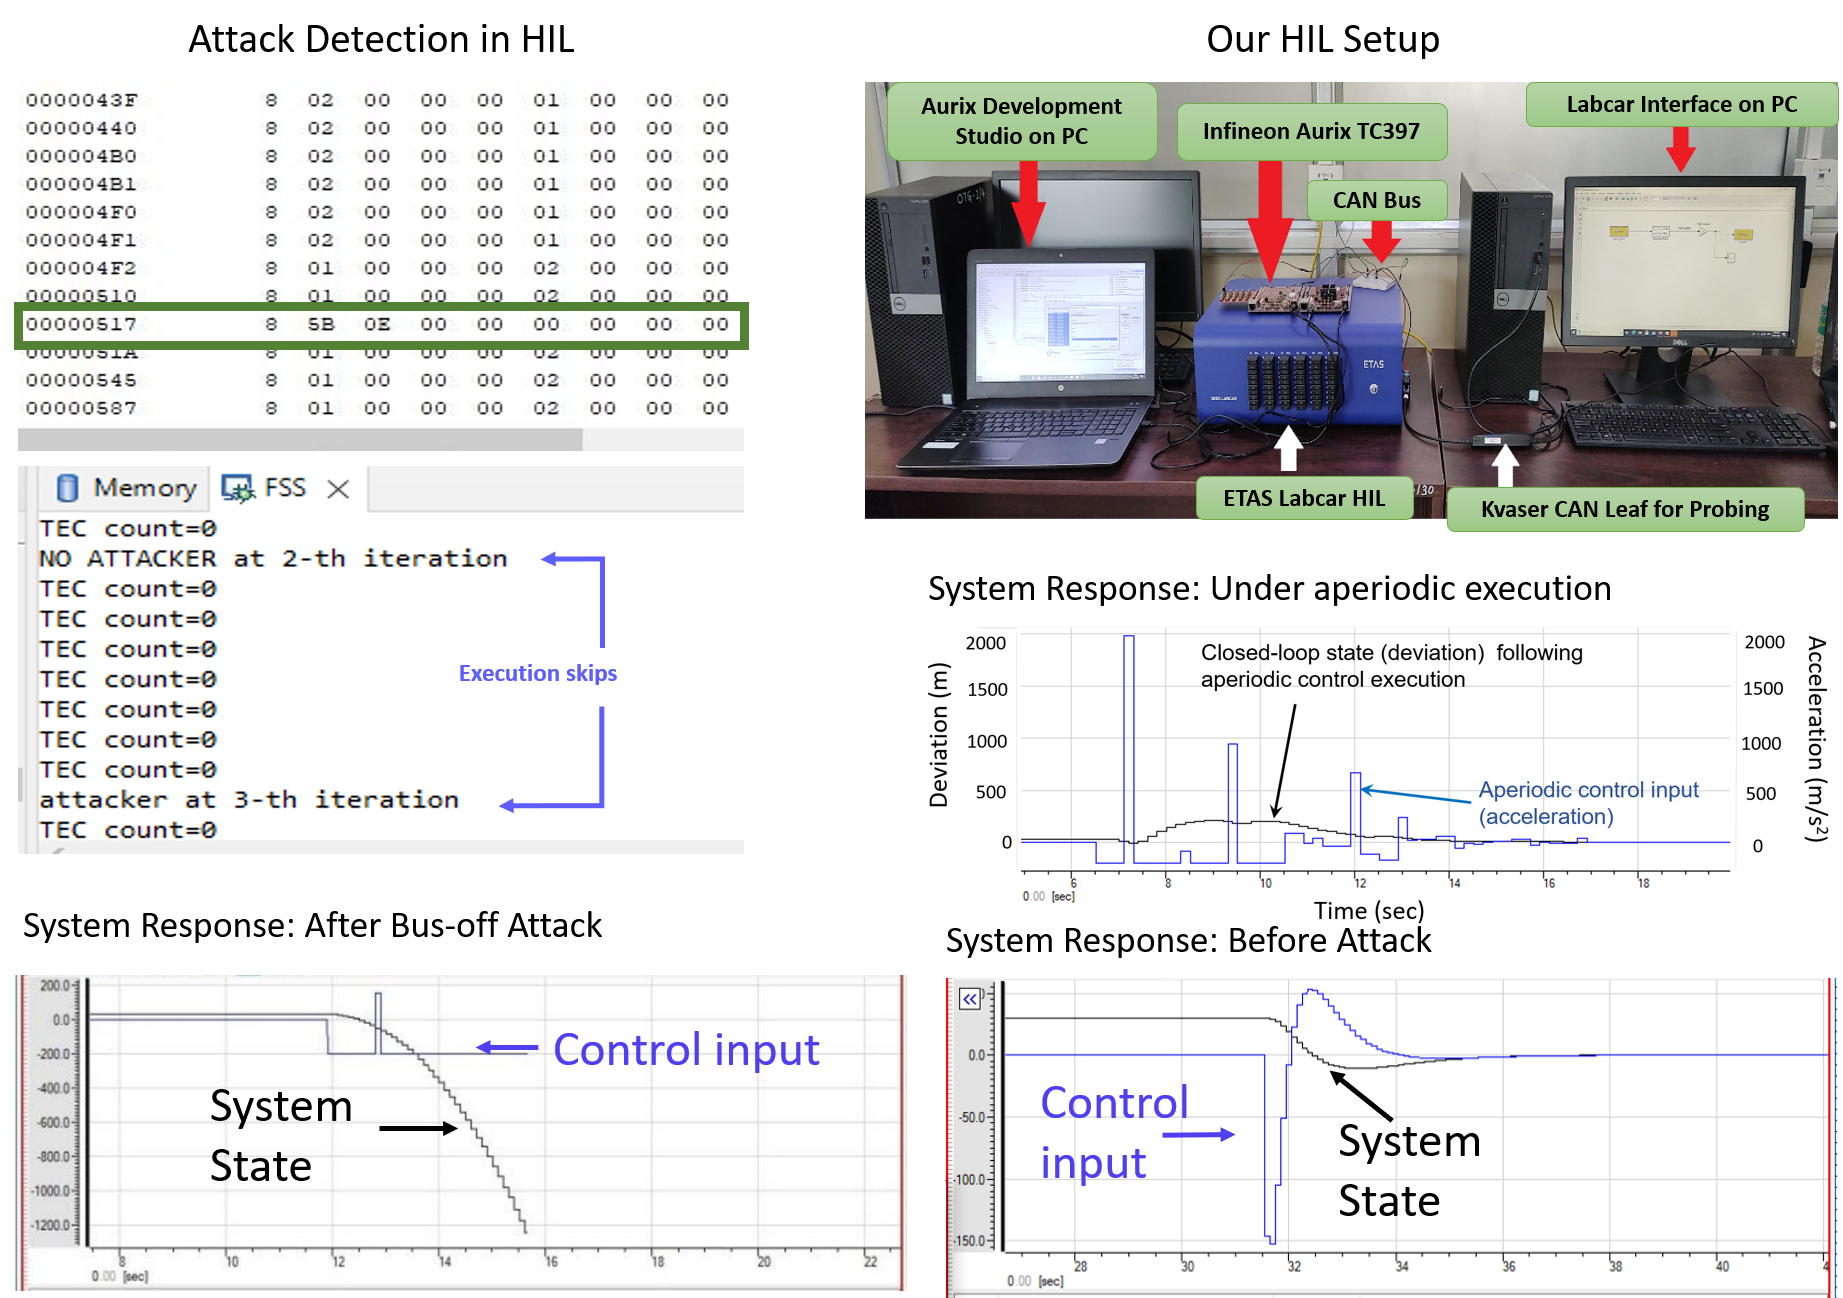 Attack Detection in HIL
0000043F 8 02 00 00 00 01 00 00 00
00000440 8 02 00 00 00 01 00 00 00
000004B0 8 02 00 00 00 01 00 00 00
000004B1 8 02 00 00 00 01 00 00 00
000004F0 8 02 00 00 00 01 00 00 00
000004F1 8 02 00 00 00 01 00 00 00
000004F2 8 01 00 00 00 02 00 00 00
00000510 8 01 00 00 00 02 00 00 00
00000517 8 5B 0E 00 00 00 00 00 00
0000051A 8 01 00 00 00 02 00 00 00
00000545 8 01 00 00 00 02 00 00 00
00000587 8 01 00 00 00 02 00 00 00
Memory FSS
TEC count=0
NO ATTACKER at 2-th iteration
TEC count=0
TEC count=0
TEC count=0
TEC count=0
TEC count=0
TEC count=0
TEC count=0
attacker at 3-th iteration
TEC count=0
Execution skips
Our HIL Setup
Aurix Development
Studio on PC
Infineon Aurix TC397
CAN Bus
Labcar Interface on PC
DELL
ETAS
ETAS Labcar HIL
/30
Kvaser CAN Leaf for Probing
System Response: Under aperiodic execution
Deviation (m)
2000
1500
1000
500
0
Closed-loop state (deviation) following
aperiodic control execution
Aperiodic control input
(acceleration)
2000
1500
1000
500
0
Acceleration (m/s²)
6 8 10 12 14 16 18
0.00 [sec]
Time (sec)
System Response: After Bus-off Attack
200.0
0.0
-200.0
-400.0
-600.0
-800.0
-1000.0
-1200.0
Control input
System
State
8 10 12 14 16 18 20 22
0.00 [sec]
System Response: Before Attack
0.0
-50.0
-100.0
-150.0
Control
input
System
State
28 30 32 34 36 38 40 4
0.00 [sec]